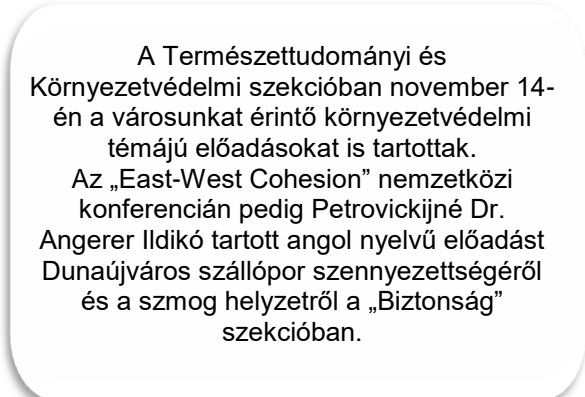 A Természettudományi és
Környezetvédelmi szekcióban november 14-
én a városunkat érintő környezetvédelmi
témájú előadásokat is tartottak.
Az „East-West Cohesion” nemzetközi
konferencián pedig Petrovickijné Dr.
Angerer Ildikó tartott angol nyelvű előadást
Dunaújváros szállópor szennyezettségéről
és a szmog helyzetről a „Biztonság”
szekcióban.